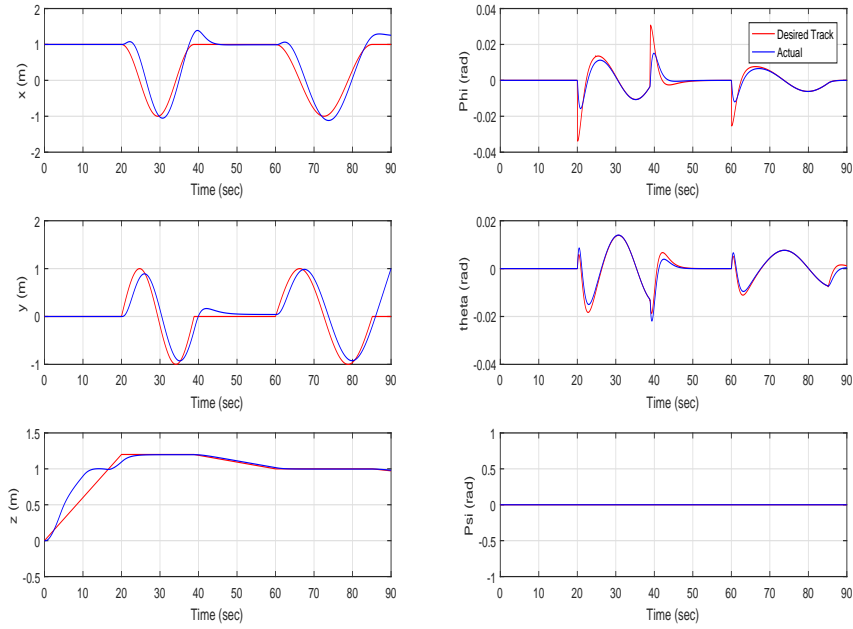 2
1
0
-1
-2
x (m)
0 10 20 30 40 50 60 70 80 90
Time (sec)
0.04
0.02
0
-0.02
-0.04
Phi (rad)
Desired Track
Actual
0 10 20 30 40 50 60 70 80 90
Time (sec)
2
1
0
-1
y (m)
0 10 20 30 40 50 60 70 80 90
Time (sec)
0.02
0
-0.02
-0.04
theta (rad)
0 10 20 30 40 50 60 70 80 90
Time (sec)
1.5
1
0.5
0
-0.5
z (m)
0 10 20 30 40 50 60 70 80 90
Time (sec)
1
0.5
0
-0.5
-1
Psi (rad)
0 10 20 30 40 50 60 70 80 90
Time (sec)